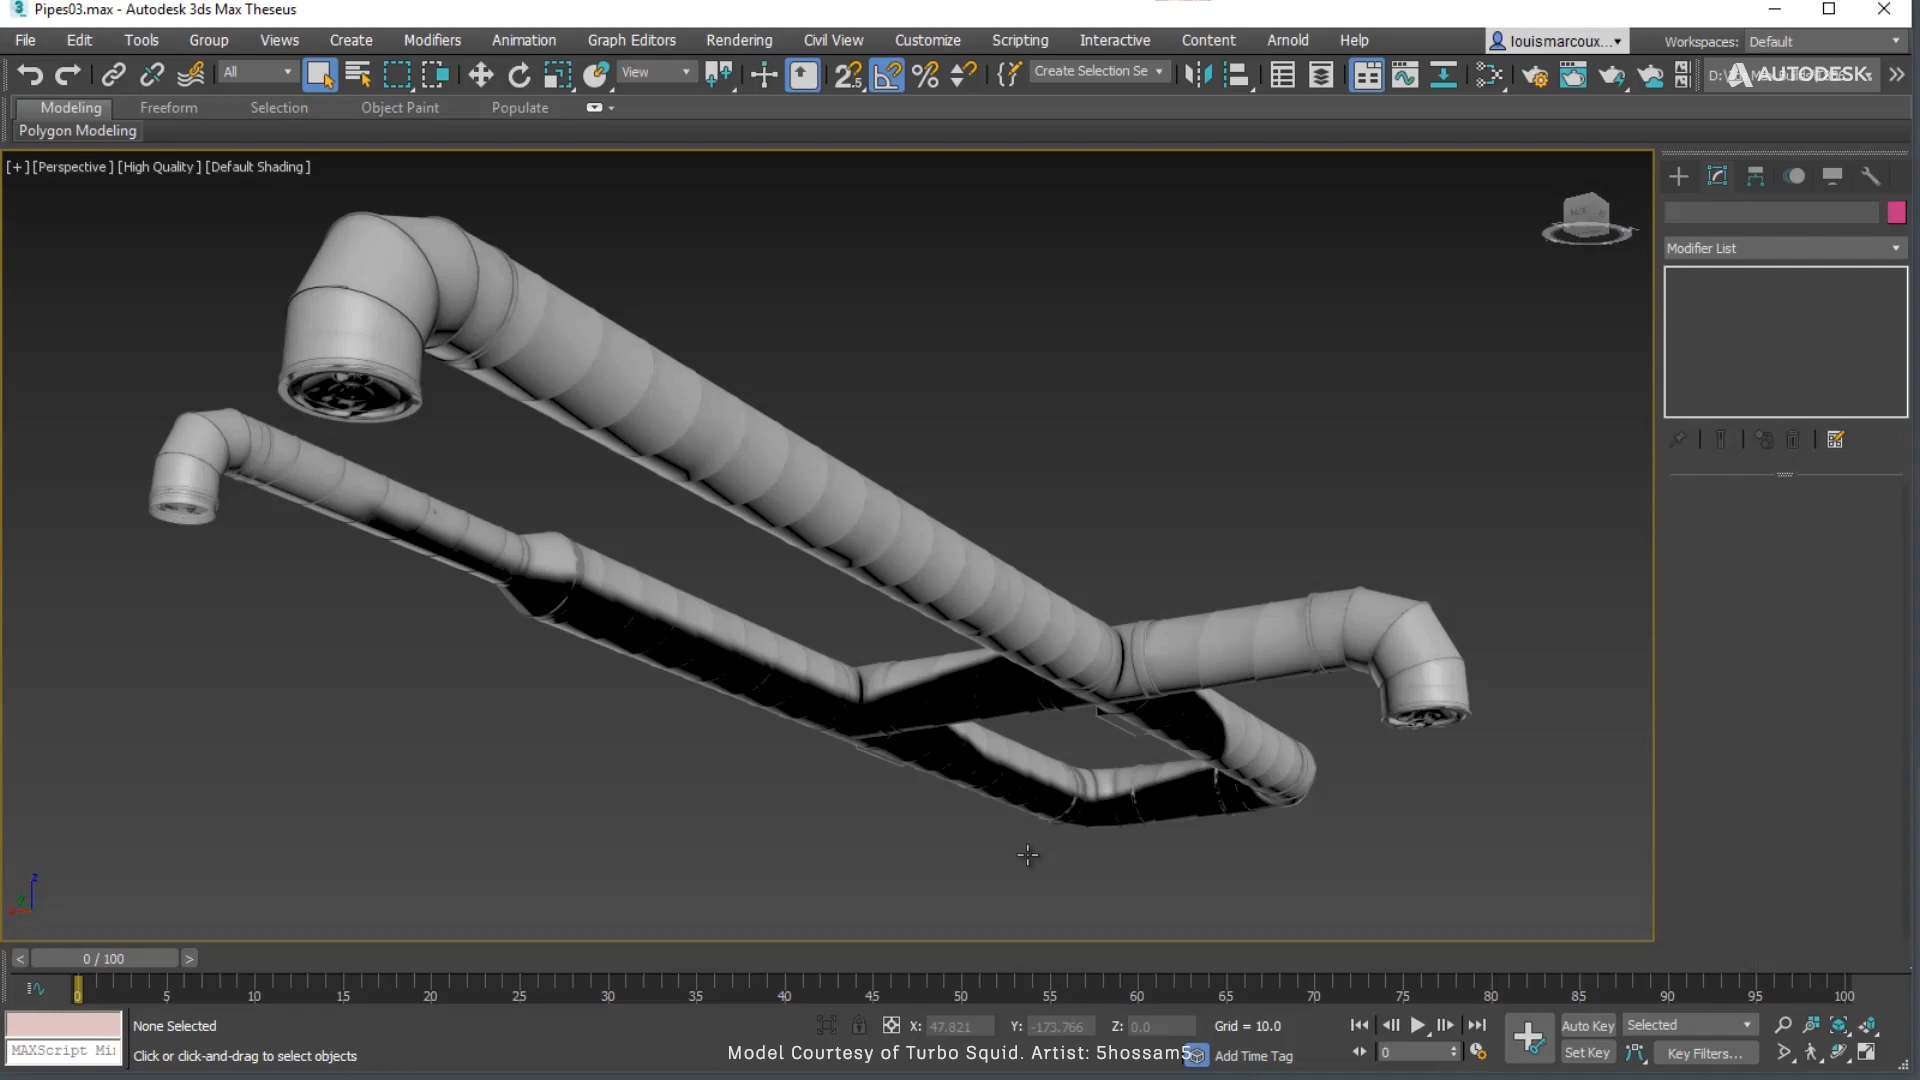 Pipes03.max - Autodesk 3ds Max Theseus
File Edit Tools Group Views Create Modifiers Animation Graph Editors Rendering Civil View Customize Scripting Interactive Content Arnold Help louismarcoux... Workspaces: Default
All View Create Selection Se AUTODESK.
Modeling Freeform Selection Object Paint Populate
Polygon Modeling
[+] [Perspective ] [High Quality ] [Default Shading ]
Modifier List
< 0 / 100 >
0 5 10 15 20 25 30 35 40 45 50 55 60 65 70 75 80 85 90 95 100
None Selected X: 47.821 Y: -173.766 Z: 0.0 Grid = 10.0 Auto Key Selected
MAXScript Mi
Click or click-and-drag to select objects Model Courtesy of Turbo Squid. Artist: 5hossam5 Add Time Tag 0 Set Key Key Filters...